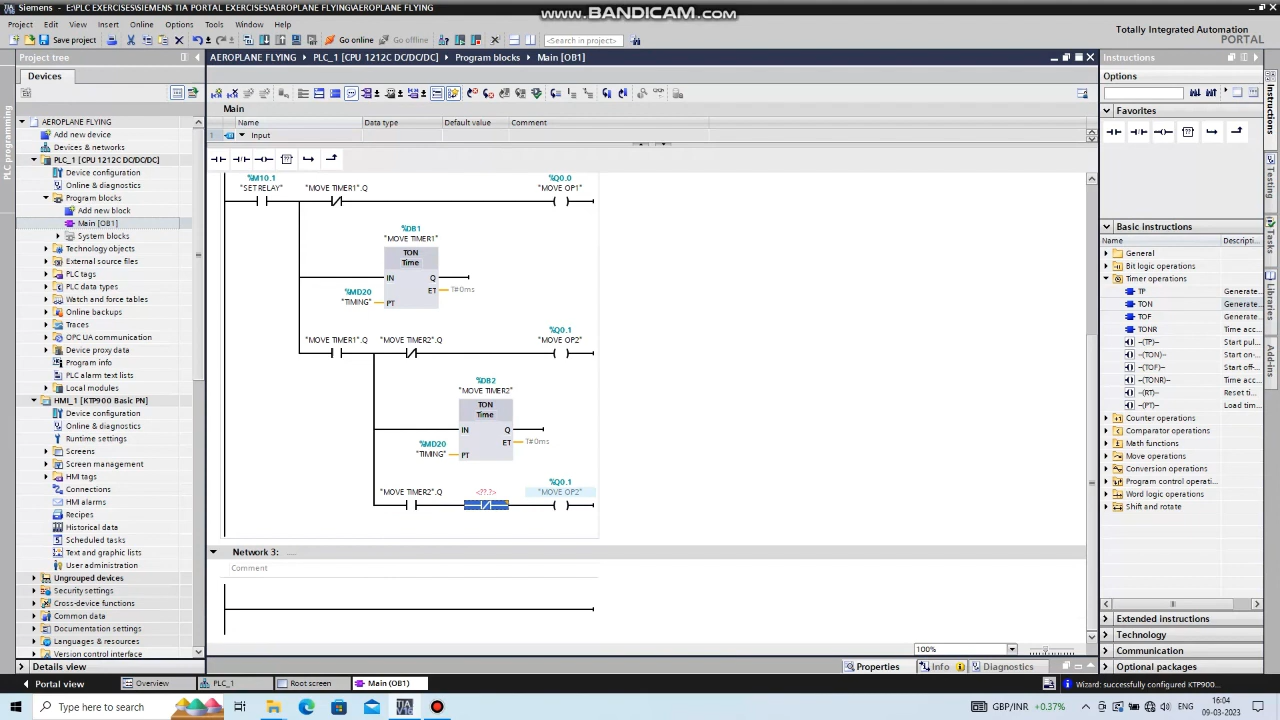 Siemens - E:\PLC EXERCISES\SIEMENS TIA PORTAL EXERCISES\AEROPLANE FLYING\AEROPLANE FLYING
www.BANDICAM.com
Project Edit View Insert Online Options Tools Window Help
Save project
Go online
Go offline
<Search in project>
Totally Integrated Automation
PORTAL
Project tree
AEROPLANE FLYING PLC_1 [CPU 1212C DC/DC/DC] Program blocks Main [OB1]
Instructions
Devices
Options
Main
Name Data type Default value Comment
1 Input
Favorites
PLC programming
AEROPLANE FLYING
Add new device
Devices & networks
PLC_1 [CPU 1212C DC/DC/DC]
Device configuration
Online & diagnostics
Program blocks
Add new block
Main [OB1]
System blocks
Technology objects
External source files
PLC tags
PLC data types
Watch and force tables
Online backups
Traces
OPC UA communication
Device proxy data
Program info
PLC alarm text lists
Local modules
HMI_1 [KTP900 Basic PN]
Device configuration
Online & diagnostics
Runtime settings
Screens
Screen management
HMI tags
Connections
HMI alarms
Recipes
Historical data
Scheduled tasks
Text and graphic lists
User administration
Ungrouped devices
Security settings
Cross-device functions
Common data
Documentation settings
Languages & resources
Version control interface
Details view
%M10.1
"SET RELAY"
"MOVE TIMER1".Q
%Q0.0
"MOVE OP1"
%DB1
"MOVE TIMER1"
TON
Time
IN Q
ET T#0ms
%MD20
"TIMING" PT
"MOVE TIMER1".Q
"MOVE TIMER2".Q
%Q0.1
"MOVE OP2"
%DB2
"MOVE TIMER2"
TON
Time
IN Q
ET T#0ms
%MD20
"TIMING" PT
"MOVE TIMER2".Q
<??.?>
%Q0.1
"MOVE OP2"
Network 3:
Comment
100%
Properties Info Diagnostics
Basic instructions
Name Descripti...
General
Bit logic operations
Timer operations
TP Generate
TON Generate
TOF Generate
TONR Time acc
-(TP)- Start pul
-(TON)- Start on-
-(TOF)- Start off-
-(TONR)- Time acc
-(RT)- Reset ti
-(PT)- Load tim
Counter operations
Comparator operations
Math functions
Move operations
Conversion operations
Program control operati...
Word logic operations
Shift and rotate
Extended instructions
Technology
Communication
Optional packages
Instructions
Testing
Tasks
Libraries
Add-ins
Portal view
Overview
PLC_1
Root screen
Main (OB1)
Wizard: successfully configured KTP900...
Type here to search
GBP/INR +0.37%
ENG
16:04
09-03-2023